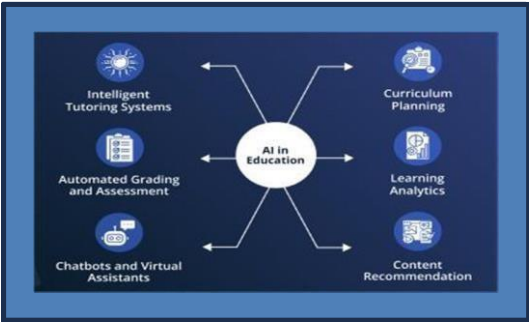 Intelligent
Tutoring Systems
Automated Grading
and Assessment
Chatbots and Virtual
Assistants
AI in
Education
Curriculum
Planning
Learning
Analytics
Content
Recommendation